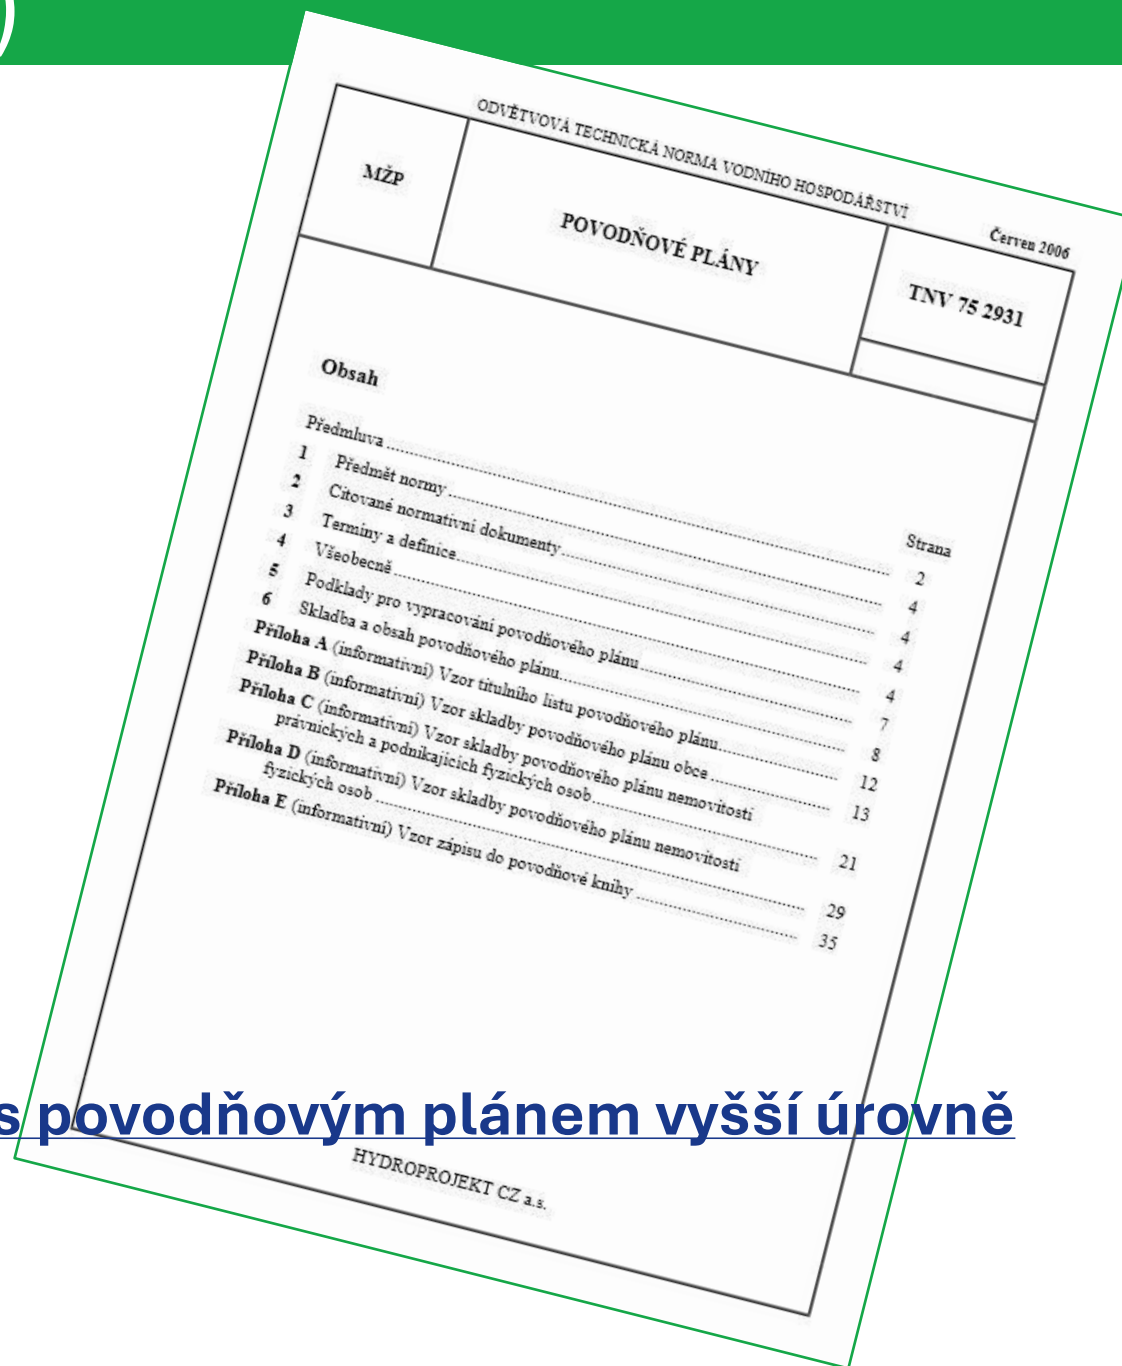 ODVĚTVOVÁ TECHNICKÁ NORMA VODNÍHO HOSPODÁŘSTVÍ
Červen 2006
MŽP
POVODŇOVÉ PLÁNY
TNV 75 2931
Obsah
Strana
Předmluva 2
1 Předmět normy 4
2 Citované normativní dokumenty 4
3 Termíny a definice 4
4 Všeobecně 4
5 Podklady pro vypracování povodňového plánu 7
6 Skladba a obsah povodňového plánu 8
Příloha A (informativní) Vzor titulního listu povodňového plánu 12
Příloha B (informativní) Vzor skladby povodňového plánu obce 13
Příloha C (informativní) Vzor skladby povodňového plánu nemovitosti
právnických a podnikajících fyzických osob 21
Příloha D (informativní) Vzor skladby povodňového plánu nemovitosti
fyzických osob 29
Příloha E (informativní) Vzor zápisu do povodňové knihy 35
s povodňovým plánem vyšší úrovně
HYDROPROJEKT CZ a.s.